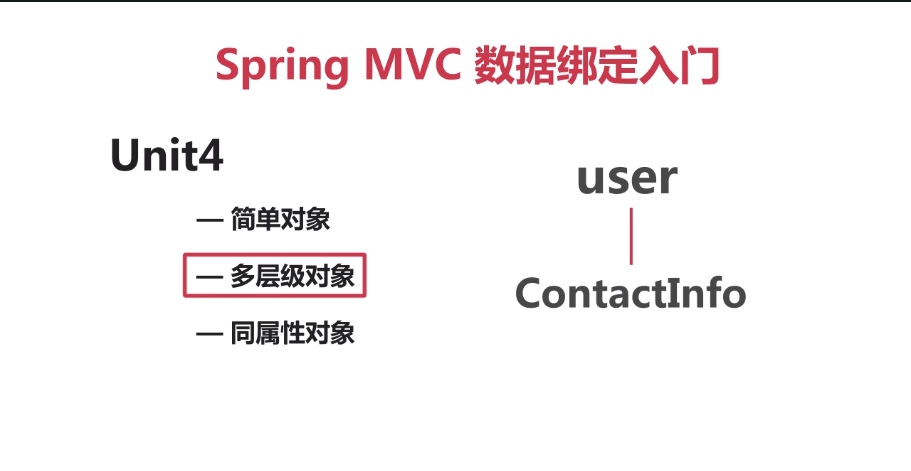 Spring MVC 数据绑定入门
Unit4
— 简单对象
— 多层级对象
— 同属性对象
user
ContactInfo